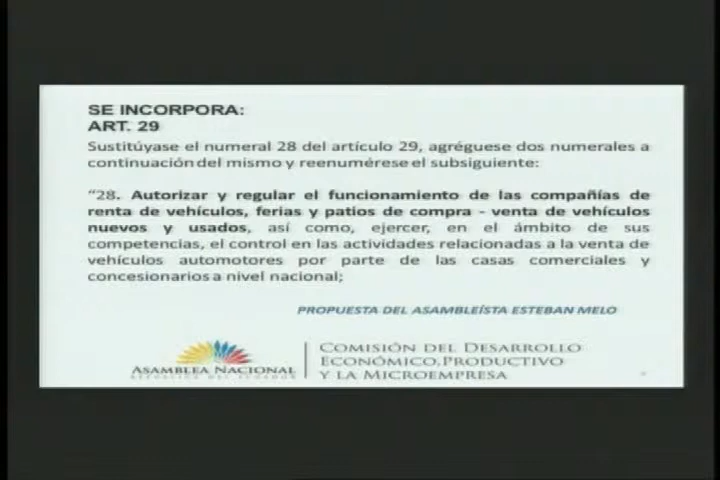 SE INCORPORA:
ART. 29
Sustitúyase el numeral 28 del artículo 29, agréguese dos numerales a
continuación del mismo y reenumérese el subsiguiente:
"28. Autorizar y regular el funcionamiento de las compañías de
renta de vehículos, ferias y patios de compra - venta de vehículos
nuevos y usados, así como, ejercer, en el ámbito de sus
competencias, el control en las actividades relacionadas a la venta de
vehículos automotores por parte de las casas comerciales y
concesionarios a nivel nacional;
PROPUESTA DEL ASAMBLEÍSTA ESTEBAN MELO
ASAMBLEA NACIONAL
REPÚBLICA DEL ECUADOR
COMISIÓN DEL DESARROLLO
ECONÓMICO, PRODUCTIVO
Y LA MICROEMPRESA